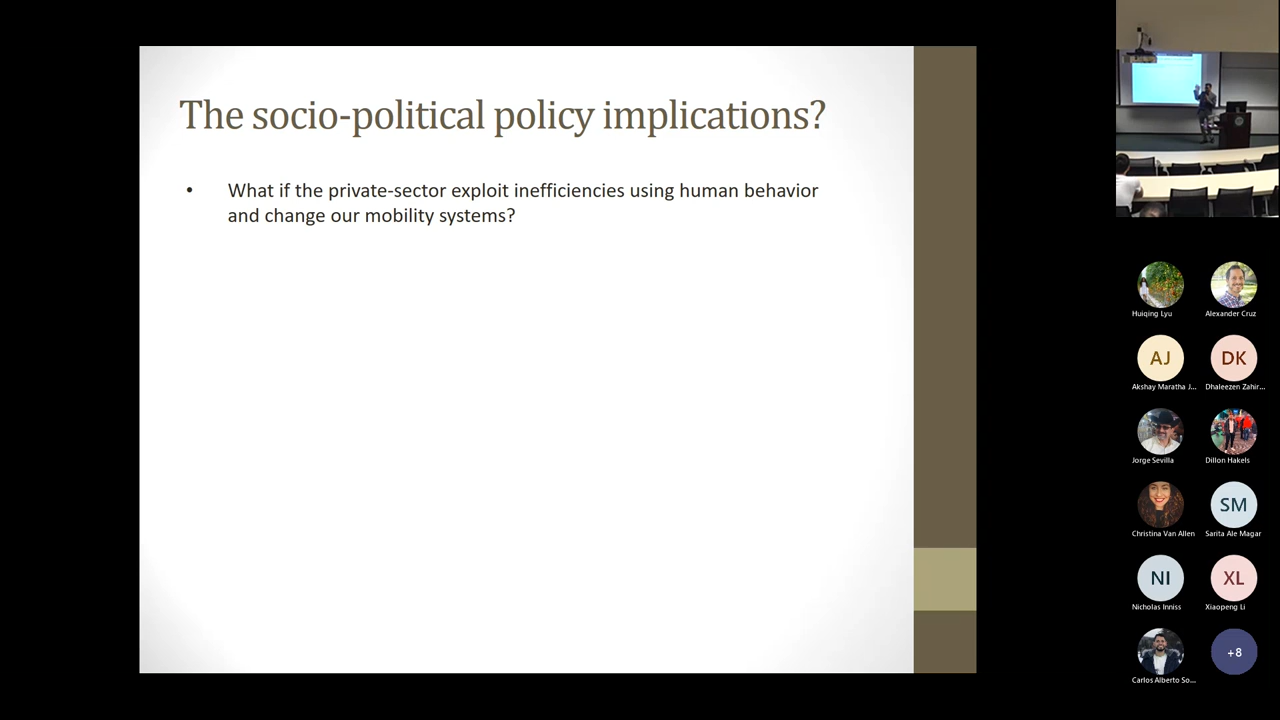 The socio-political policy implications?
• What if the private-sector exploit inefficiencies using human behavior
and change our mobility systems?
Huiqing Lyu
Alexander Cruz
AJ
DK
Akshay Maratha J...
Dhaleezen Zahir...
Jorge Sevilla
Dillon Hakels
Christina Van Allen
SM
Sarita Ale Magar
NI
XL
Nicholas Inniss
Xiaopeng Li
Carlos Alberto So...
+8